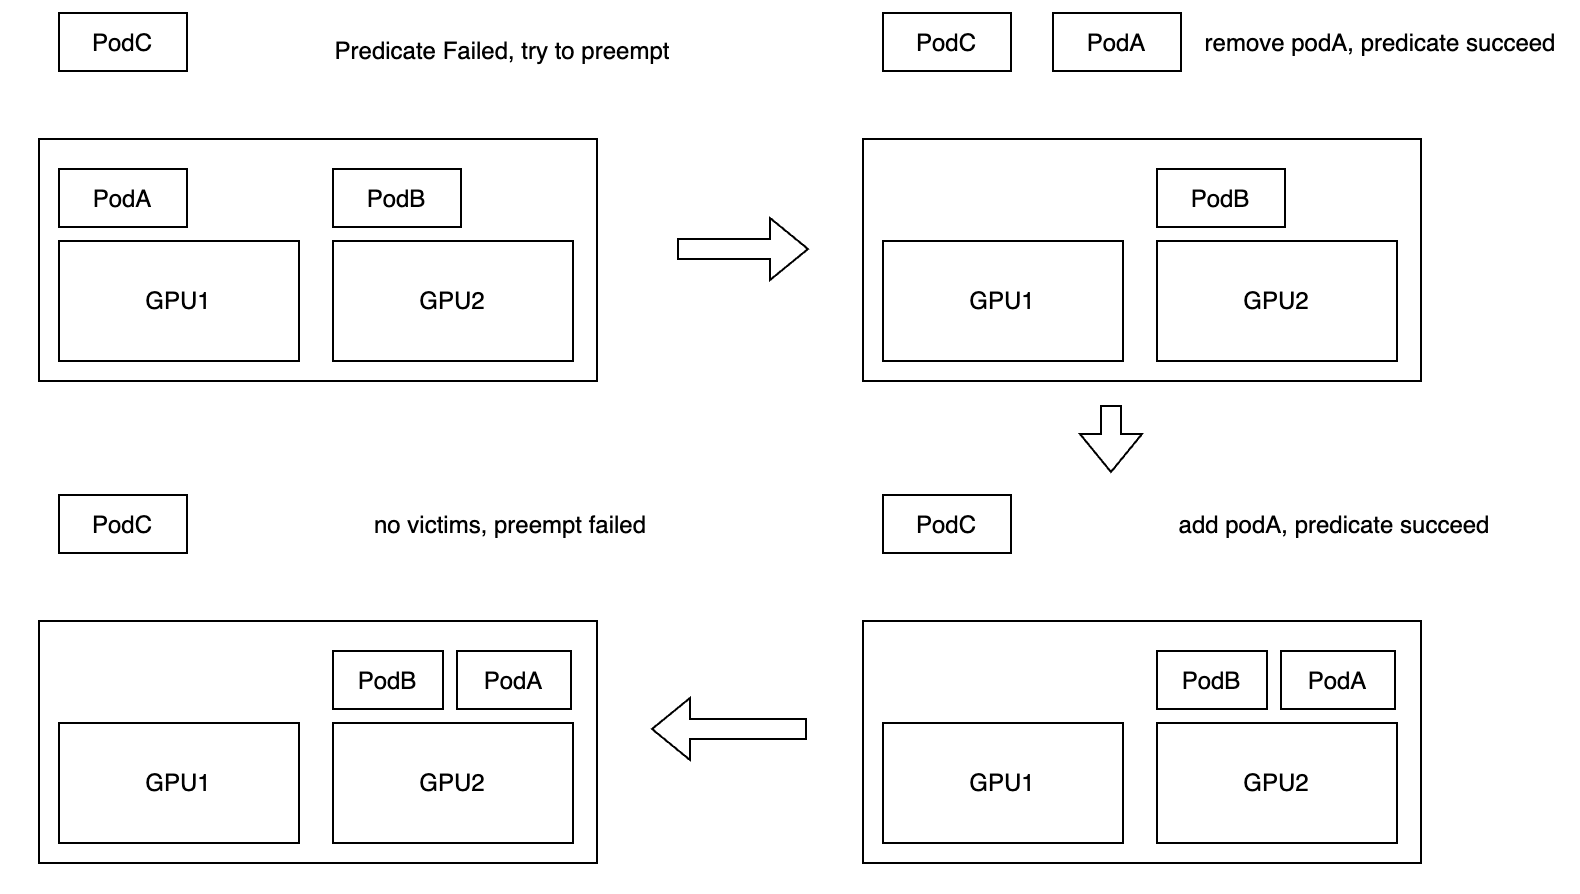 PodC
Predicate Failed, try to preempt
PodA
PodB
GPU1
GPU2
PodC
PodA
remove podA, predicate succeed
PodB
GPU1
GPU2
PodC
add podA, predicate succeed
PodB
PodA
GPU1
GPU2
PodC
no victims, preempt failed
PodB
PodA
GPU1
GPU2